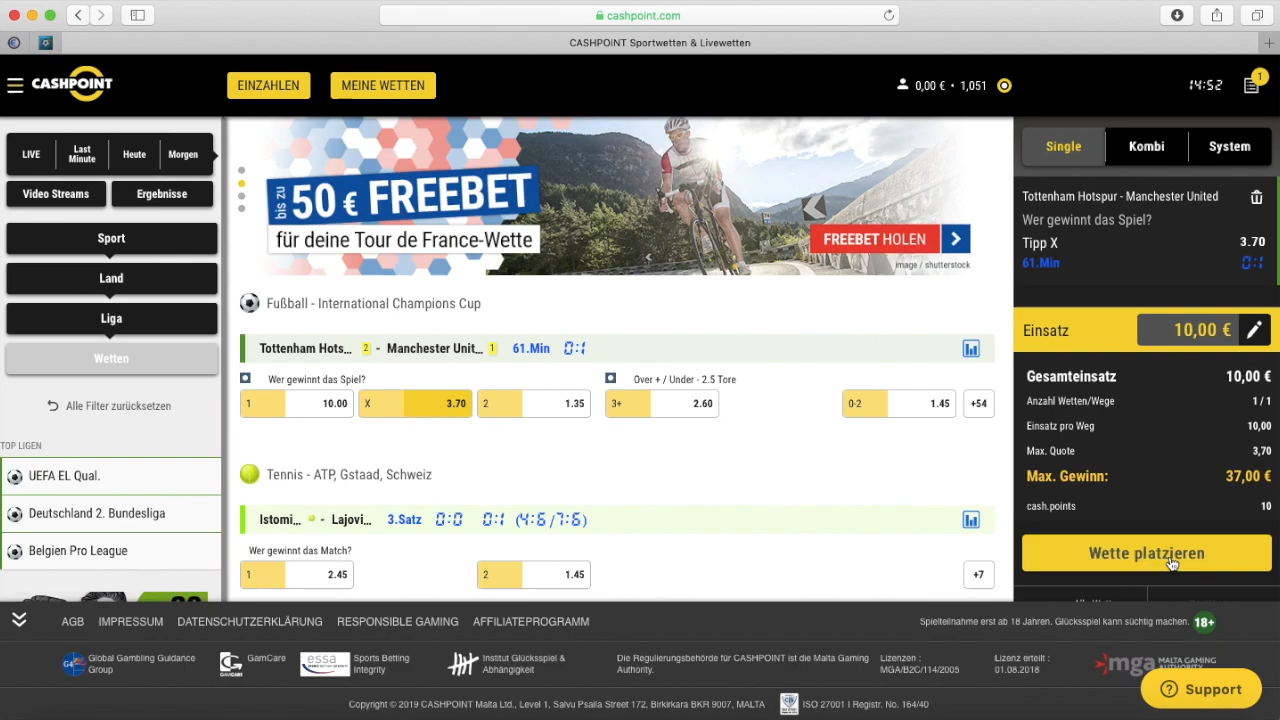 cashpoint.com
CASHPOINT Sportwetten & Livewetten
CASHPOINT
EINZAHLEN
MEINE WETTEN
0,00 € • 1,051
14:52
1
LIVE
Last
Minute
Heute
Morgen
Video Streams
Ergebnisse
Sport
Land
Liga
Wetten
Alle Filter zurücksetzen
TOP LIGEN
UEFA EL Qual.
Deutschland 2. Bundesliga
Belgien Pro League
bis zu 50 € FREEBET
für deine Tour de France-Wette
FREEBET HOLEN
image / shutterstock
Fußball - International Champions Cup
Tottenham Hots... 2 - Manchester Unit... 1 61.Min 0:1
Wer gewinnt das Spiel?
Over + / Under - 2.5 Tore
1 10.00 X 3.70 2 1.35 3+ 2.60 0-2 1.45 +54
Tennis - ATP, Gstaad, Schweiz
Istomi... - Lajovi... 3.Satz 0:0 0:1 (4:6/7:6)
Wer gewinnt das Match?
1 2.45 2 1.45 +7
Single
Kombi
System
Tottenham Hotspur - Manchester United
Wer gewinnt das Spiel?
Tipp X 3.70
61.Min 0:1
Einsatz 10,00 €
Gesamteinsatz 10,00 €
Anzahl Wetten/Wege 1 / 1
Einsatz pro Weg 10,00
Max. Quote 3,70
Max. Gewinn: 37,00 €
cash.points 10
Wette platzieren
AGB IMPRESSUM DATENSCHUTZERKLÄRUNG RESPONSIBLE GAMING AFFILIATEPROGRAMM
Spielteilnahme erst ab 18 Jahren. Glücksspiel kann süchtig machen. 18+
G4
Global Gambling Guidance
Group
GAMCARE
GamCare
essa
Sports Betting
Integrity
Institut Glücksspiel &
Abhängigkeit
Die Regulierungsbehörde für CASHPOINT ist die Malta Gaming
Authority.
Lizenzen :
MGA/B2C/114/2005
Lizenz erteilt :
01.08.2018
mga MALTA GAMING
AUTHORITY
Support
Copyright © 2019 CASHPOINT Malta Ltd., Level 1, Salvu Psaila Street 172, Birkirkara BKR 9007, MALTA
ISO 27001 I Registr. No. 164/40